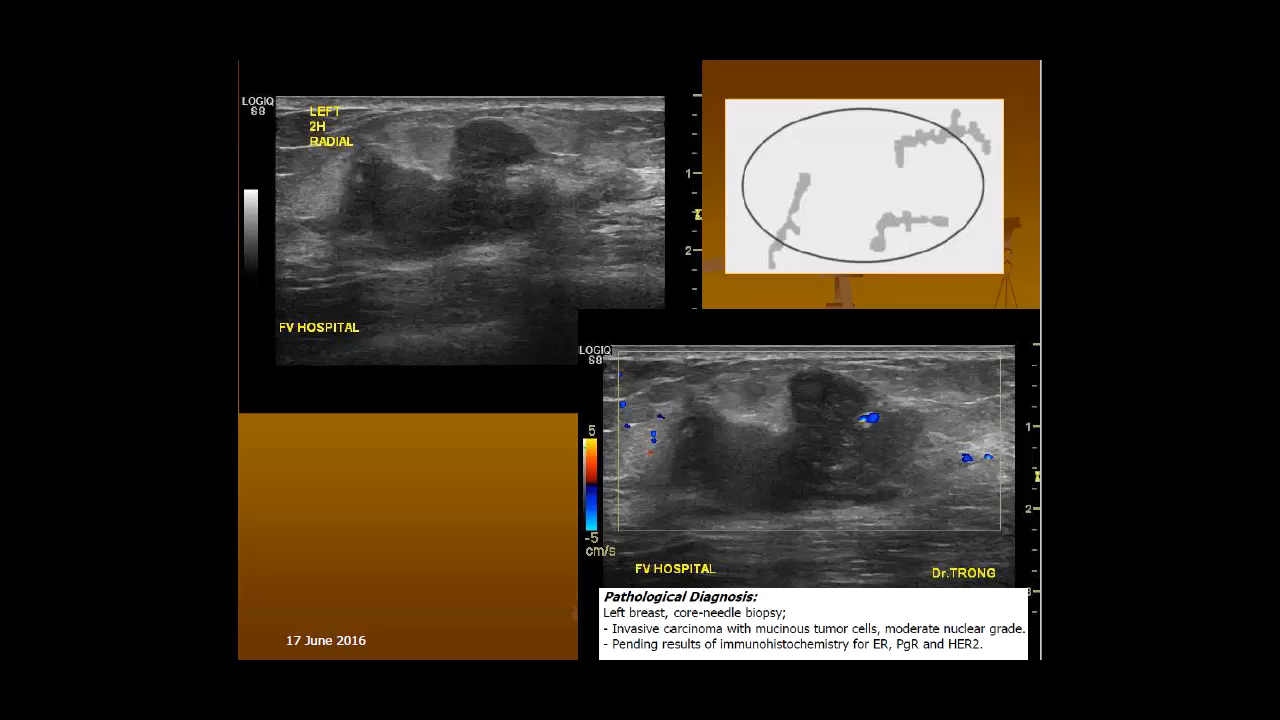 LOGIQ
S8
LEFT
2H
RADIAL
1
2
FV HOSPITAL
LOGIQ
S8
5
-5
cm/s
1
2
3
FV HOSPITAL
Dr.TRONG
Pathological Diagnosis:
Left breast, core-needle biopsy;
- Invasive carcinoma with mucinous tumor cells, moderate nuclear grade.
- Pending results of immunohistochemistry for ER, PgR and HER2.
17 June 2016